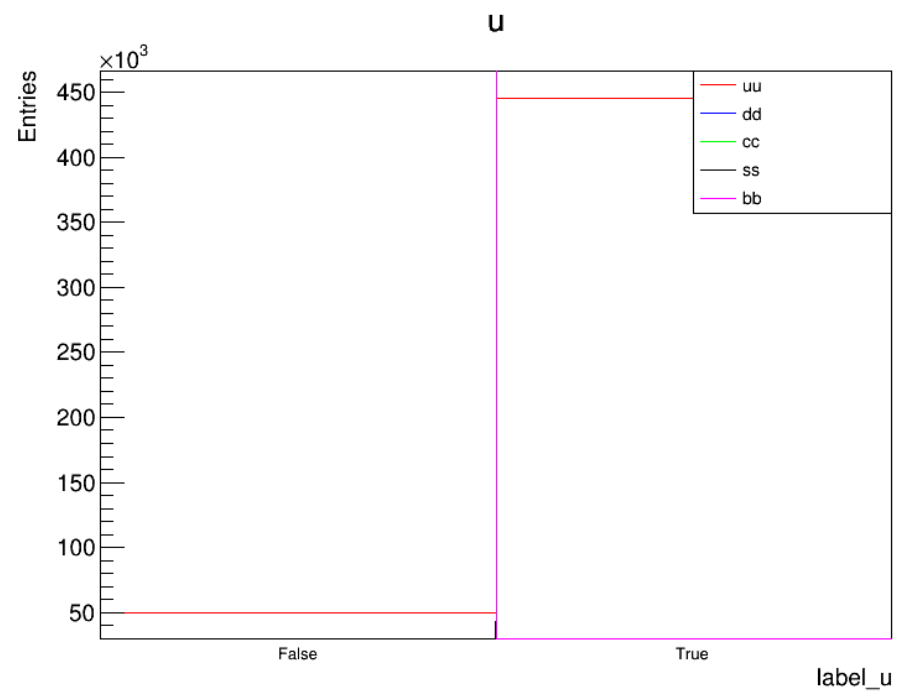 u
×10³
Entries
450
400
350
300
250
200
150
100
50
uu
dd
cc
ss
bb
False
True
label_u